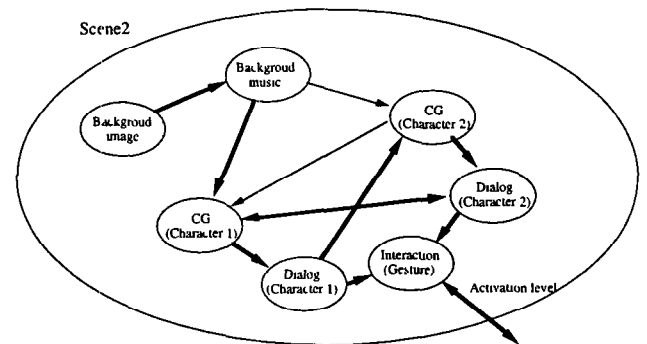 Scene2
Backgroud
music
Backgroud
image
CG
(Character 2)
Dialog
(Character 2)
CG
(Character 1)
Interaction
(Gesture)
Dialog
(Character 1)
Activation level